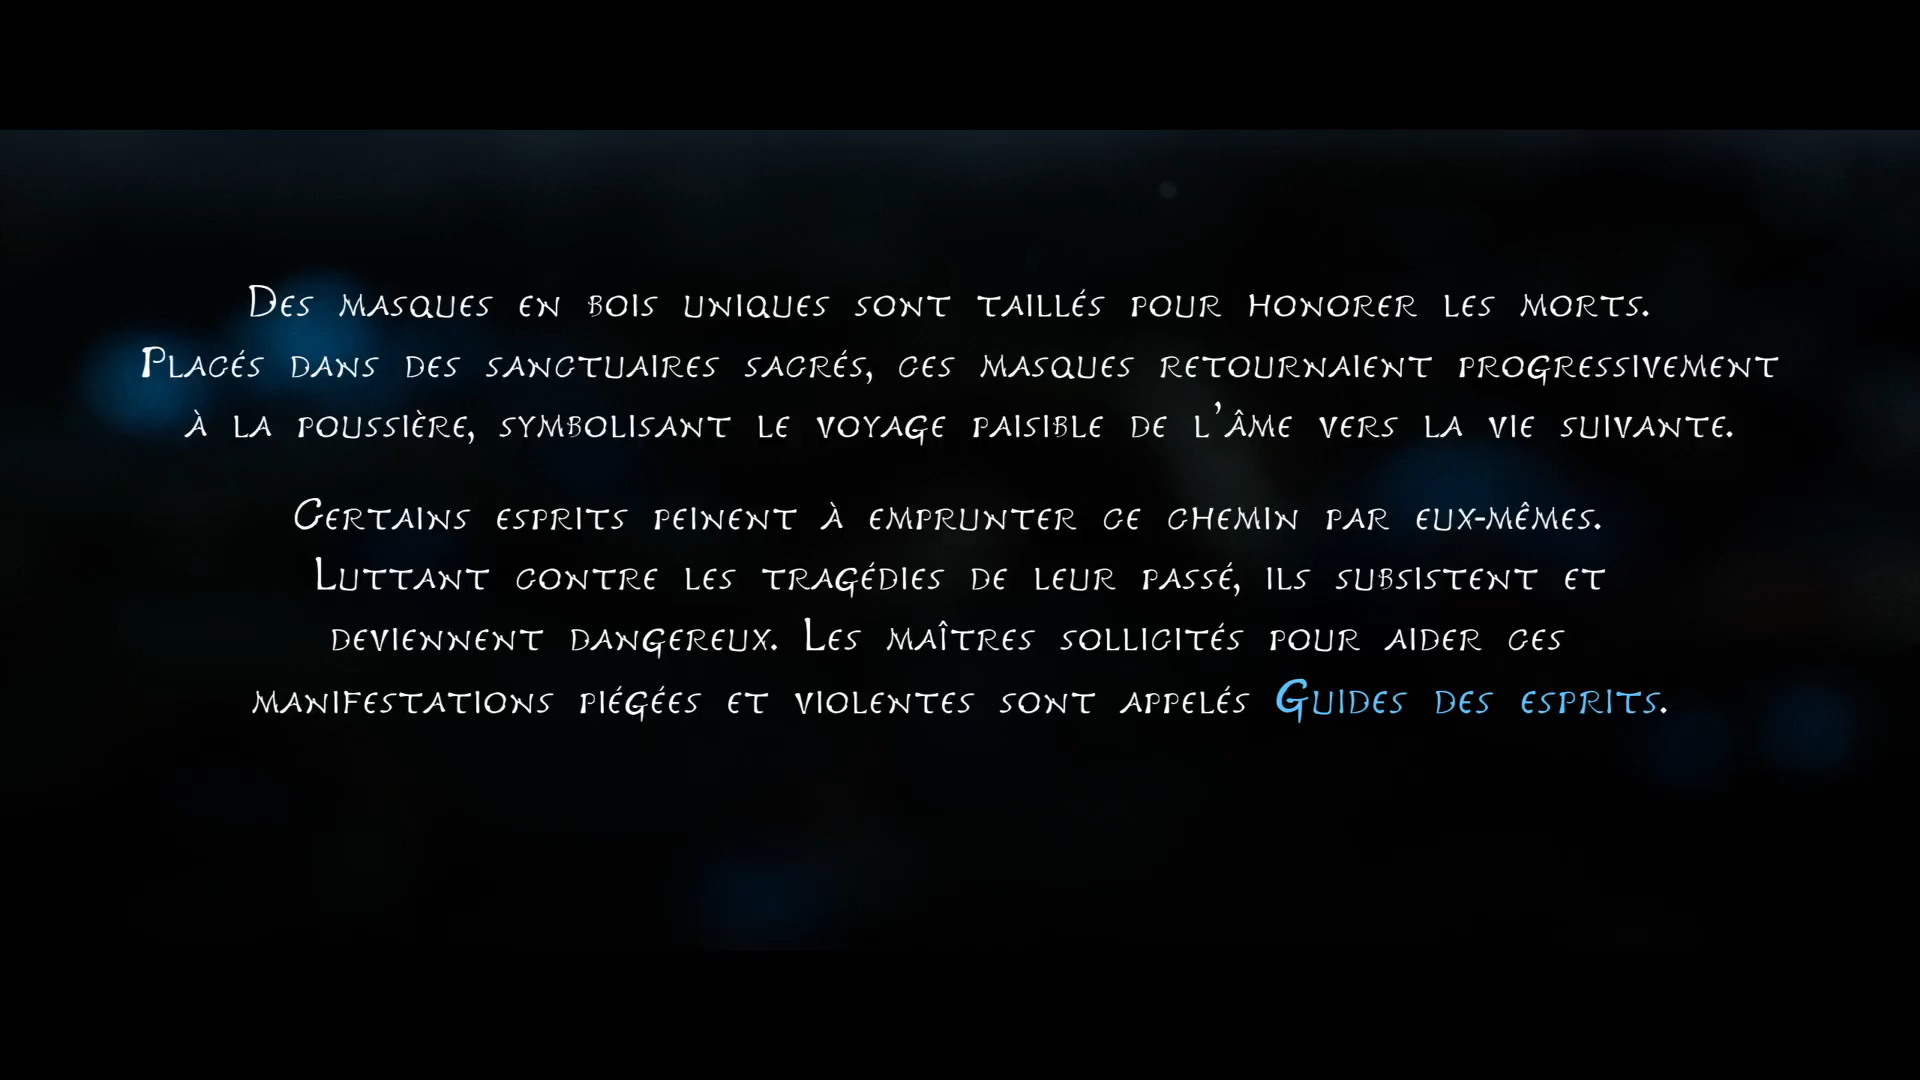 Des masques en bois uniques sont taillés pour honorer les morts.
Placés dans des sanctuaires sacrés, ces masques retournaient progressivement
à la poussière, symbolisant le voyage paisible de l'âme vers la vie suivante.
Certains esprits peinent à emprunter ce chemin par eux-mêmes.
Luttant contre les tragédies de leur passé, ils subsistent et
deviennent dangereux. Les maîtres sollicités pour aider ces
manifestations piégées et violentes sont appelés Guides des esprits.